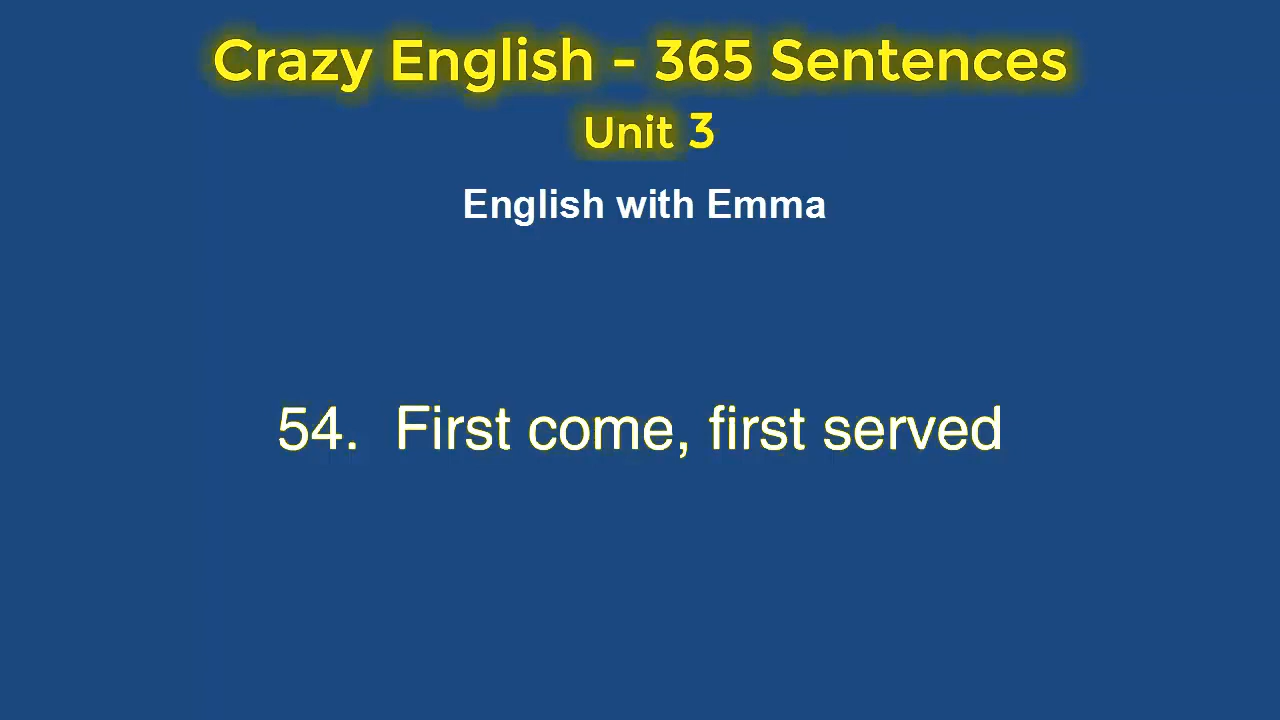 Crazy English - 365 Sentences
Unit 3
English with Emma
54. First come, first served